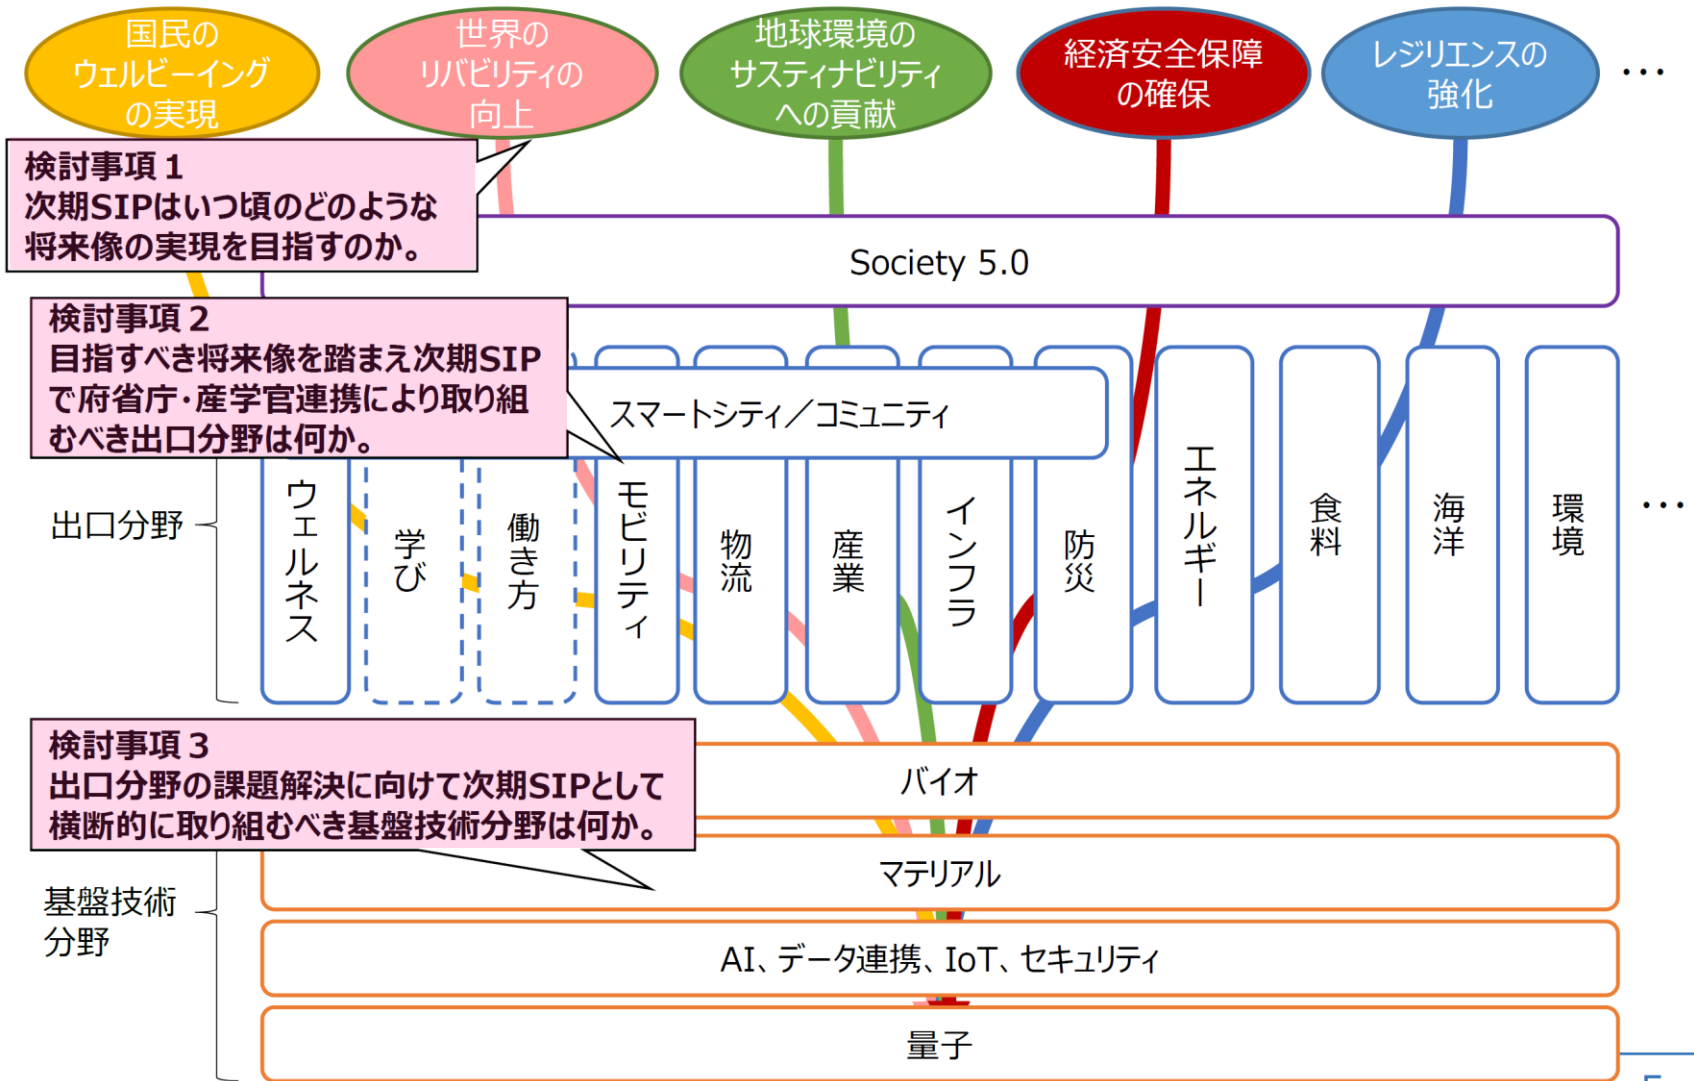 国民の
ウェルビーイング
の実現
世界の
リバビリティの
向上
地球環境の
サスティナビリティ
への貢献
経済安全保障
の確保
レジリエンスの
強化
…
検討事項１
次期SIPはいつ頃のどのような
将来像の実現を目指すのか。
Society 5.0
検討事項２
目指すべき将来像を踏まえ次期SIP
で府省庁・産学官連携により取り組
むべき出口分野は何か。
スマートシティ／コミュニティ
出口分野
ウェルネス
学び
働き方
モビリティ
物流
産業
インフラ
防災
エネルギー
食料
海洋
環境
…
検討事項３
出口分野の課題解決に向けて次期SIPとして
横断的に取り組むべき基盤技術分野は何か。
バイオ
マテリアル
基盤技術
分野
AI、データ連携、IoT、セキュリティ
量子